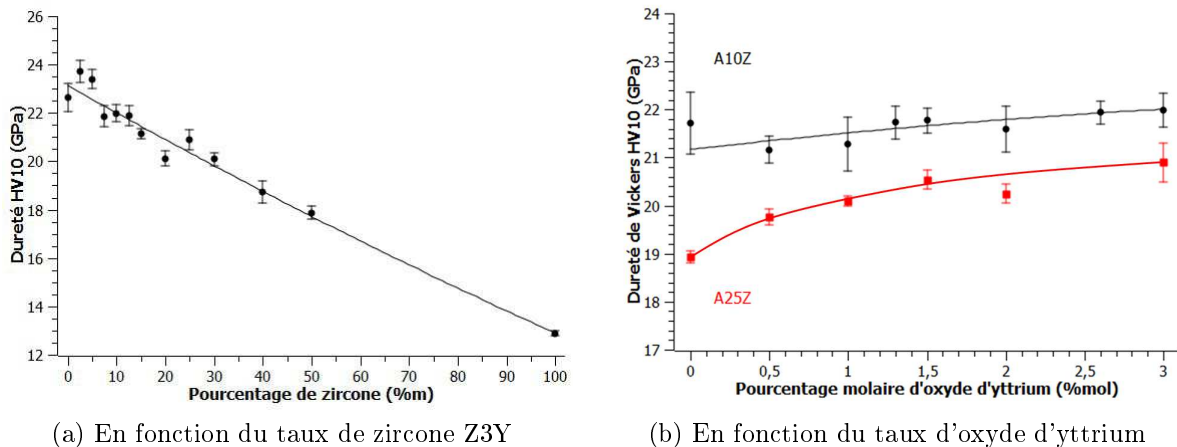 26
24
22
20
18
16
14
12
Dureté HV10 (GPa)
0 10 20 30 40 50 60 70 80 90 100
Pourcentage de zircone (%m)
(a) En fonction du taux de zircone Z3Y
24
23
22
21
20
19
18
17
Dureté de Vickers HV10 (GPa)
A10Z
A25Z
0 0,5 1 1,5 2 2,5 3
Pourcentage molaire d'oxyde d'yttrium (%mol)
(b) En fonction du taux d'oxyde d'yttrium